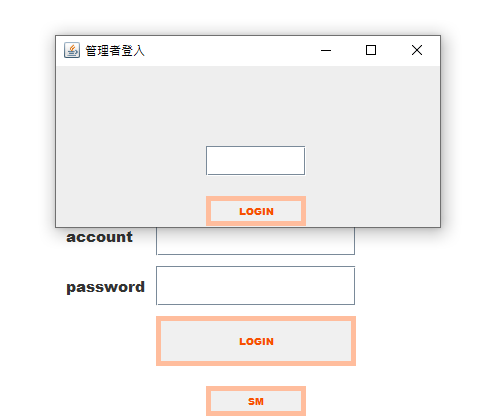 管理者登入
LOGIN
account
password
LOGIN
SM